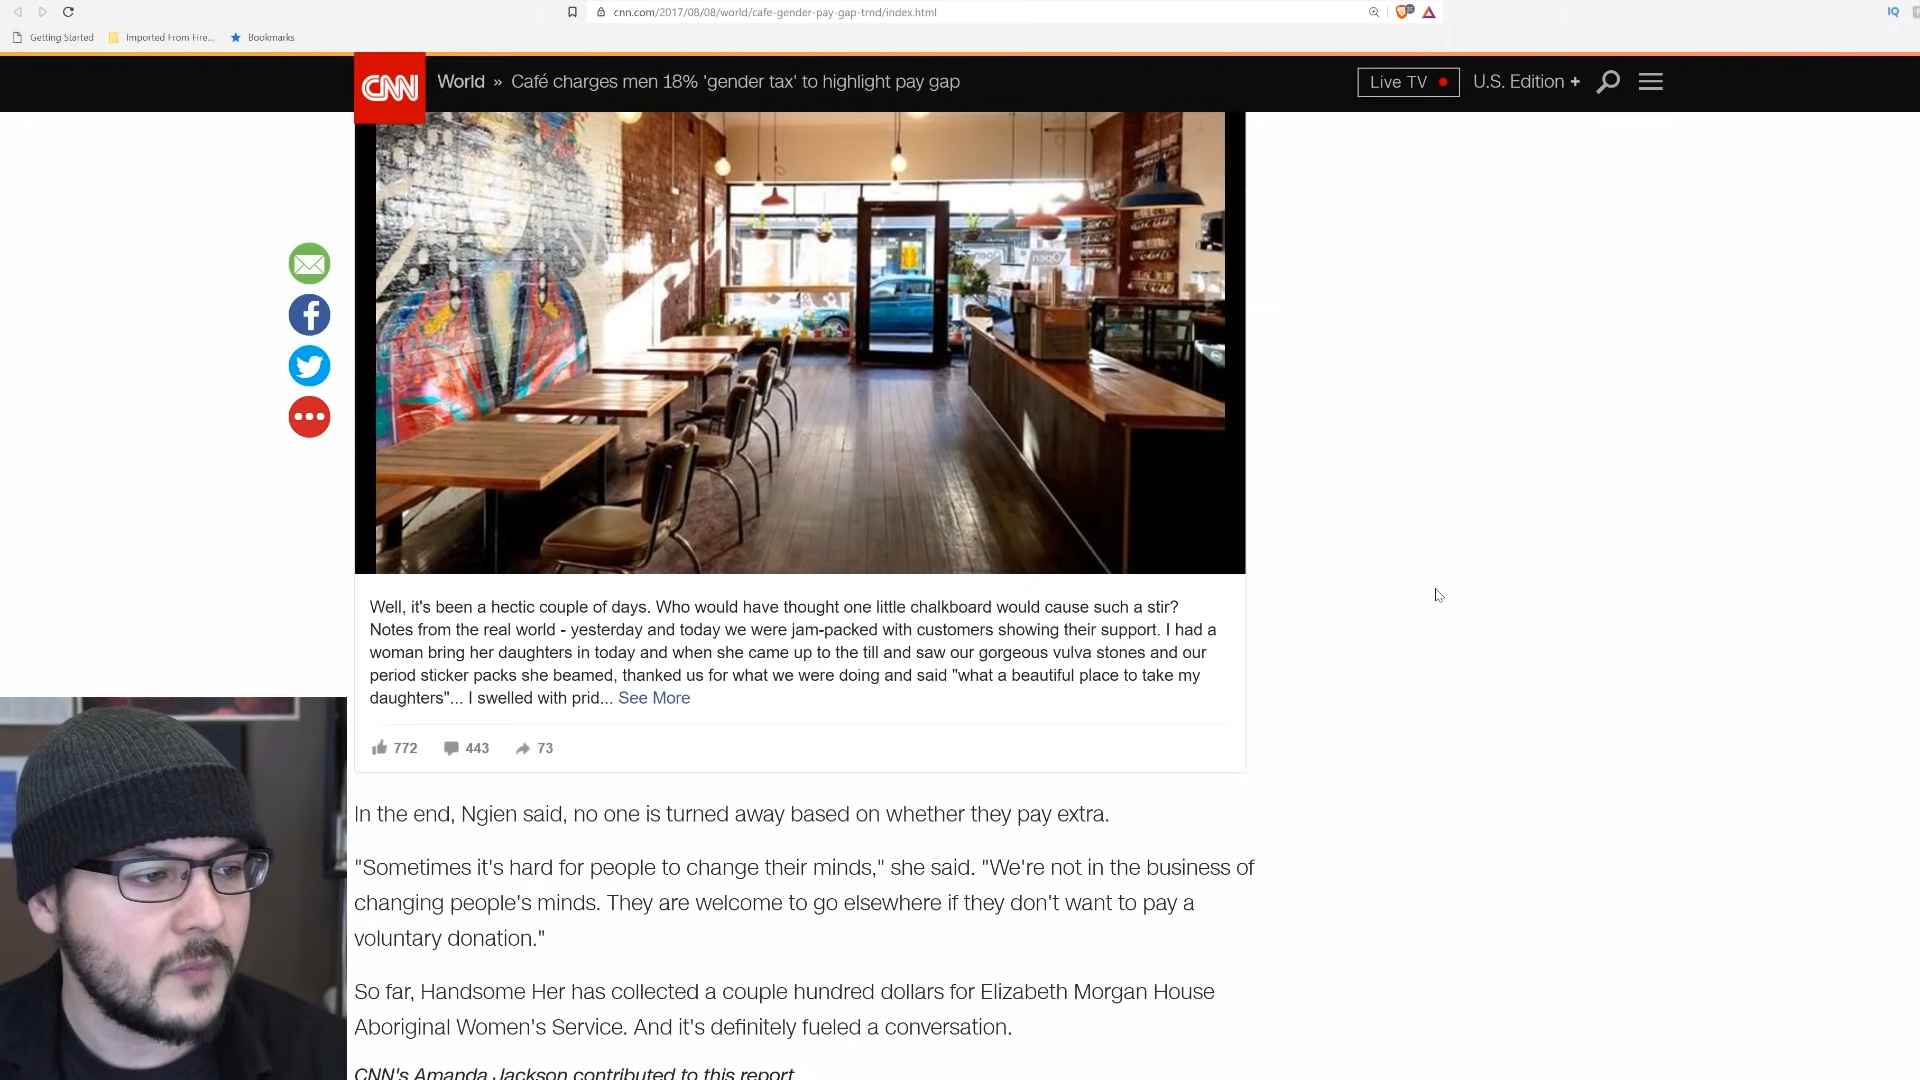 cnn.com/2017/08/08/world/cafe-gender-pay-gap-trnd/index.html
IQ
Getting Started
Imported From Fire...
Bookmarks
CNN
World » Café charges men 18% 'gender tax' to highlight pay gap
Live TV
U.S. Edition +
Open
Well, it's been a hectic couple of days. Who would have thought one little chalkboard would cause such a stir?
Notes from the real world - yesterday and today we were jam-packed with customers showing their support. I had a
woman bring her daughters in today and when she came up to the till and saw our gorgeous vulva stones and our
period sticker packs she beamed, thanked us for what we were doing and said "what a beautiful place to take my
daughters"... I swelled with prid... See More
772 443 73
In the end, Ngien said, no one is turned away based on whether they pay extra.
"Sometimes it's hard for people to change their minds," she said. "We're not in the business of
changing people's minds. They are welcome to go elsewhere if they don't want to pay a
voluntary donation."
So far, Handsome Her has collected a couple hundred dollars for Elizabeth Morgan House
Aboriginal Women's Service. And it's definitely fueled a conversation.
CNN's Amanda Jackson contributed to this report.